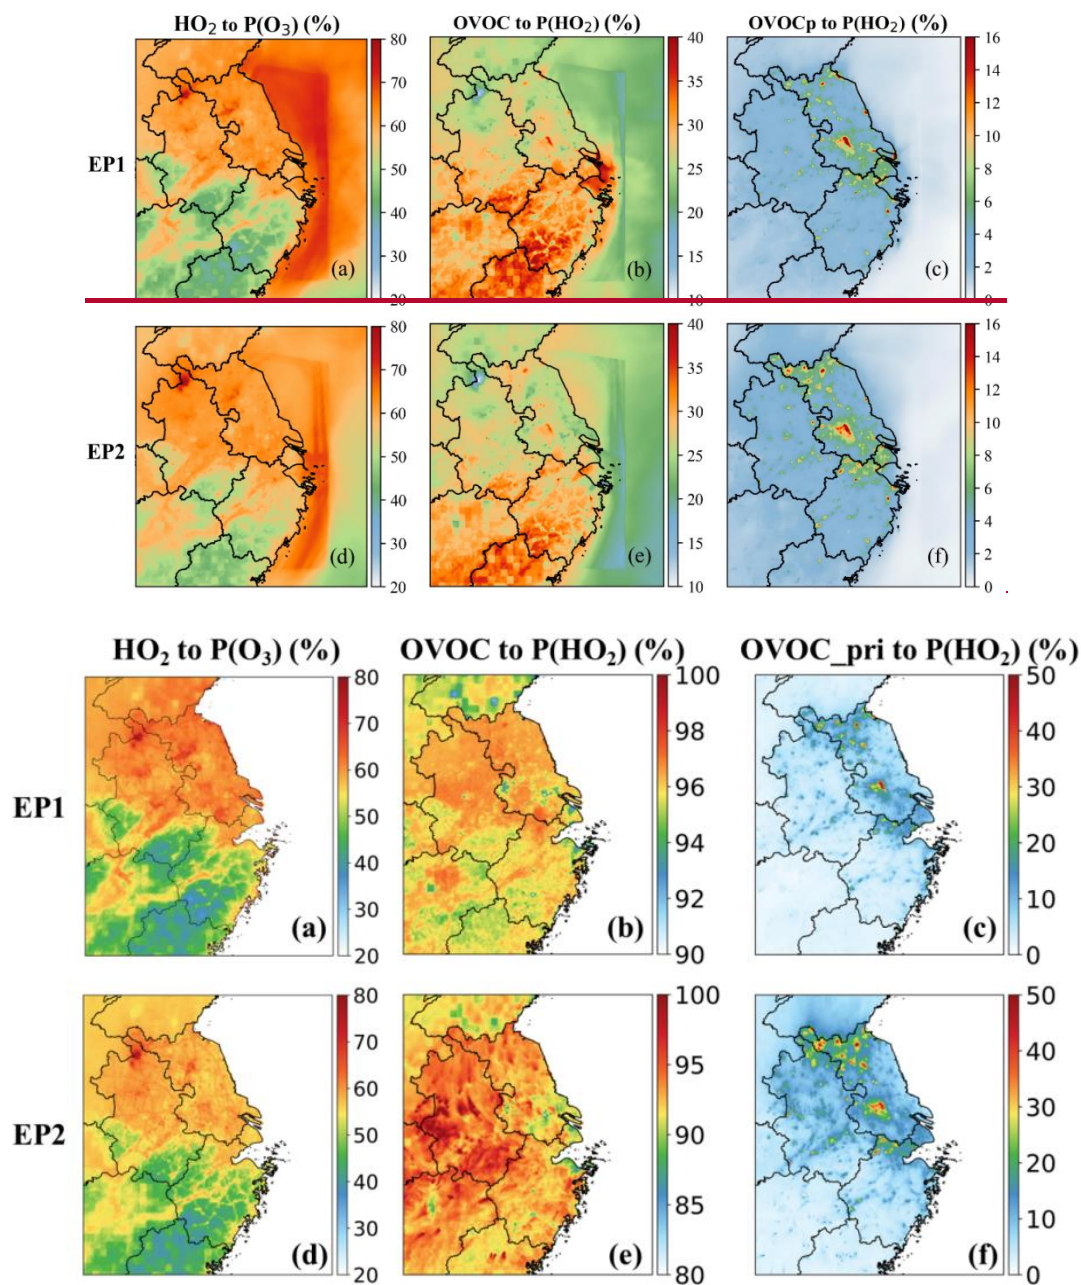 HO₂ to P(O₃) (%) OVOC to P(HO₂) (%) OVOCp to P(HO₂) (%)
80 40 16
14
70 35
12
60 30 10
EP1
50 25 8
6
40 20
4
30 15
2
(a) (b) (c)
20 10 0
80 40 16
14
70 35
12
60 30 10
EP2
50 25 8
6
40 20
4
30 15
2
(d) (e) (f)
20 10 0
HO₂ to P(O₃) (%) OVOC to P(HO₂) (%) OVOC_pri to P(HO₂) (%)
80 100 50
70 98 40
60 96 30
EP1
50
40 94 20
30 92 10
(a) (b) (c)
20 90 0
80 100 50
70 95 40
60 30
EP2
50 90
40 85 20
30 10
(d) (e) (f)
20 80 0